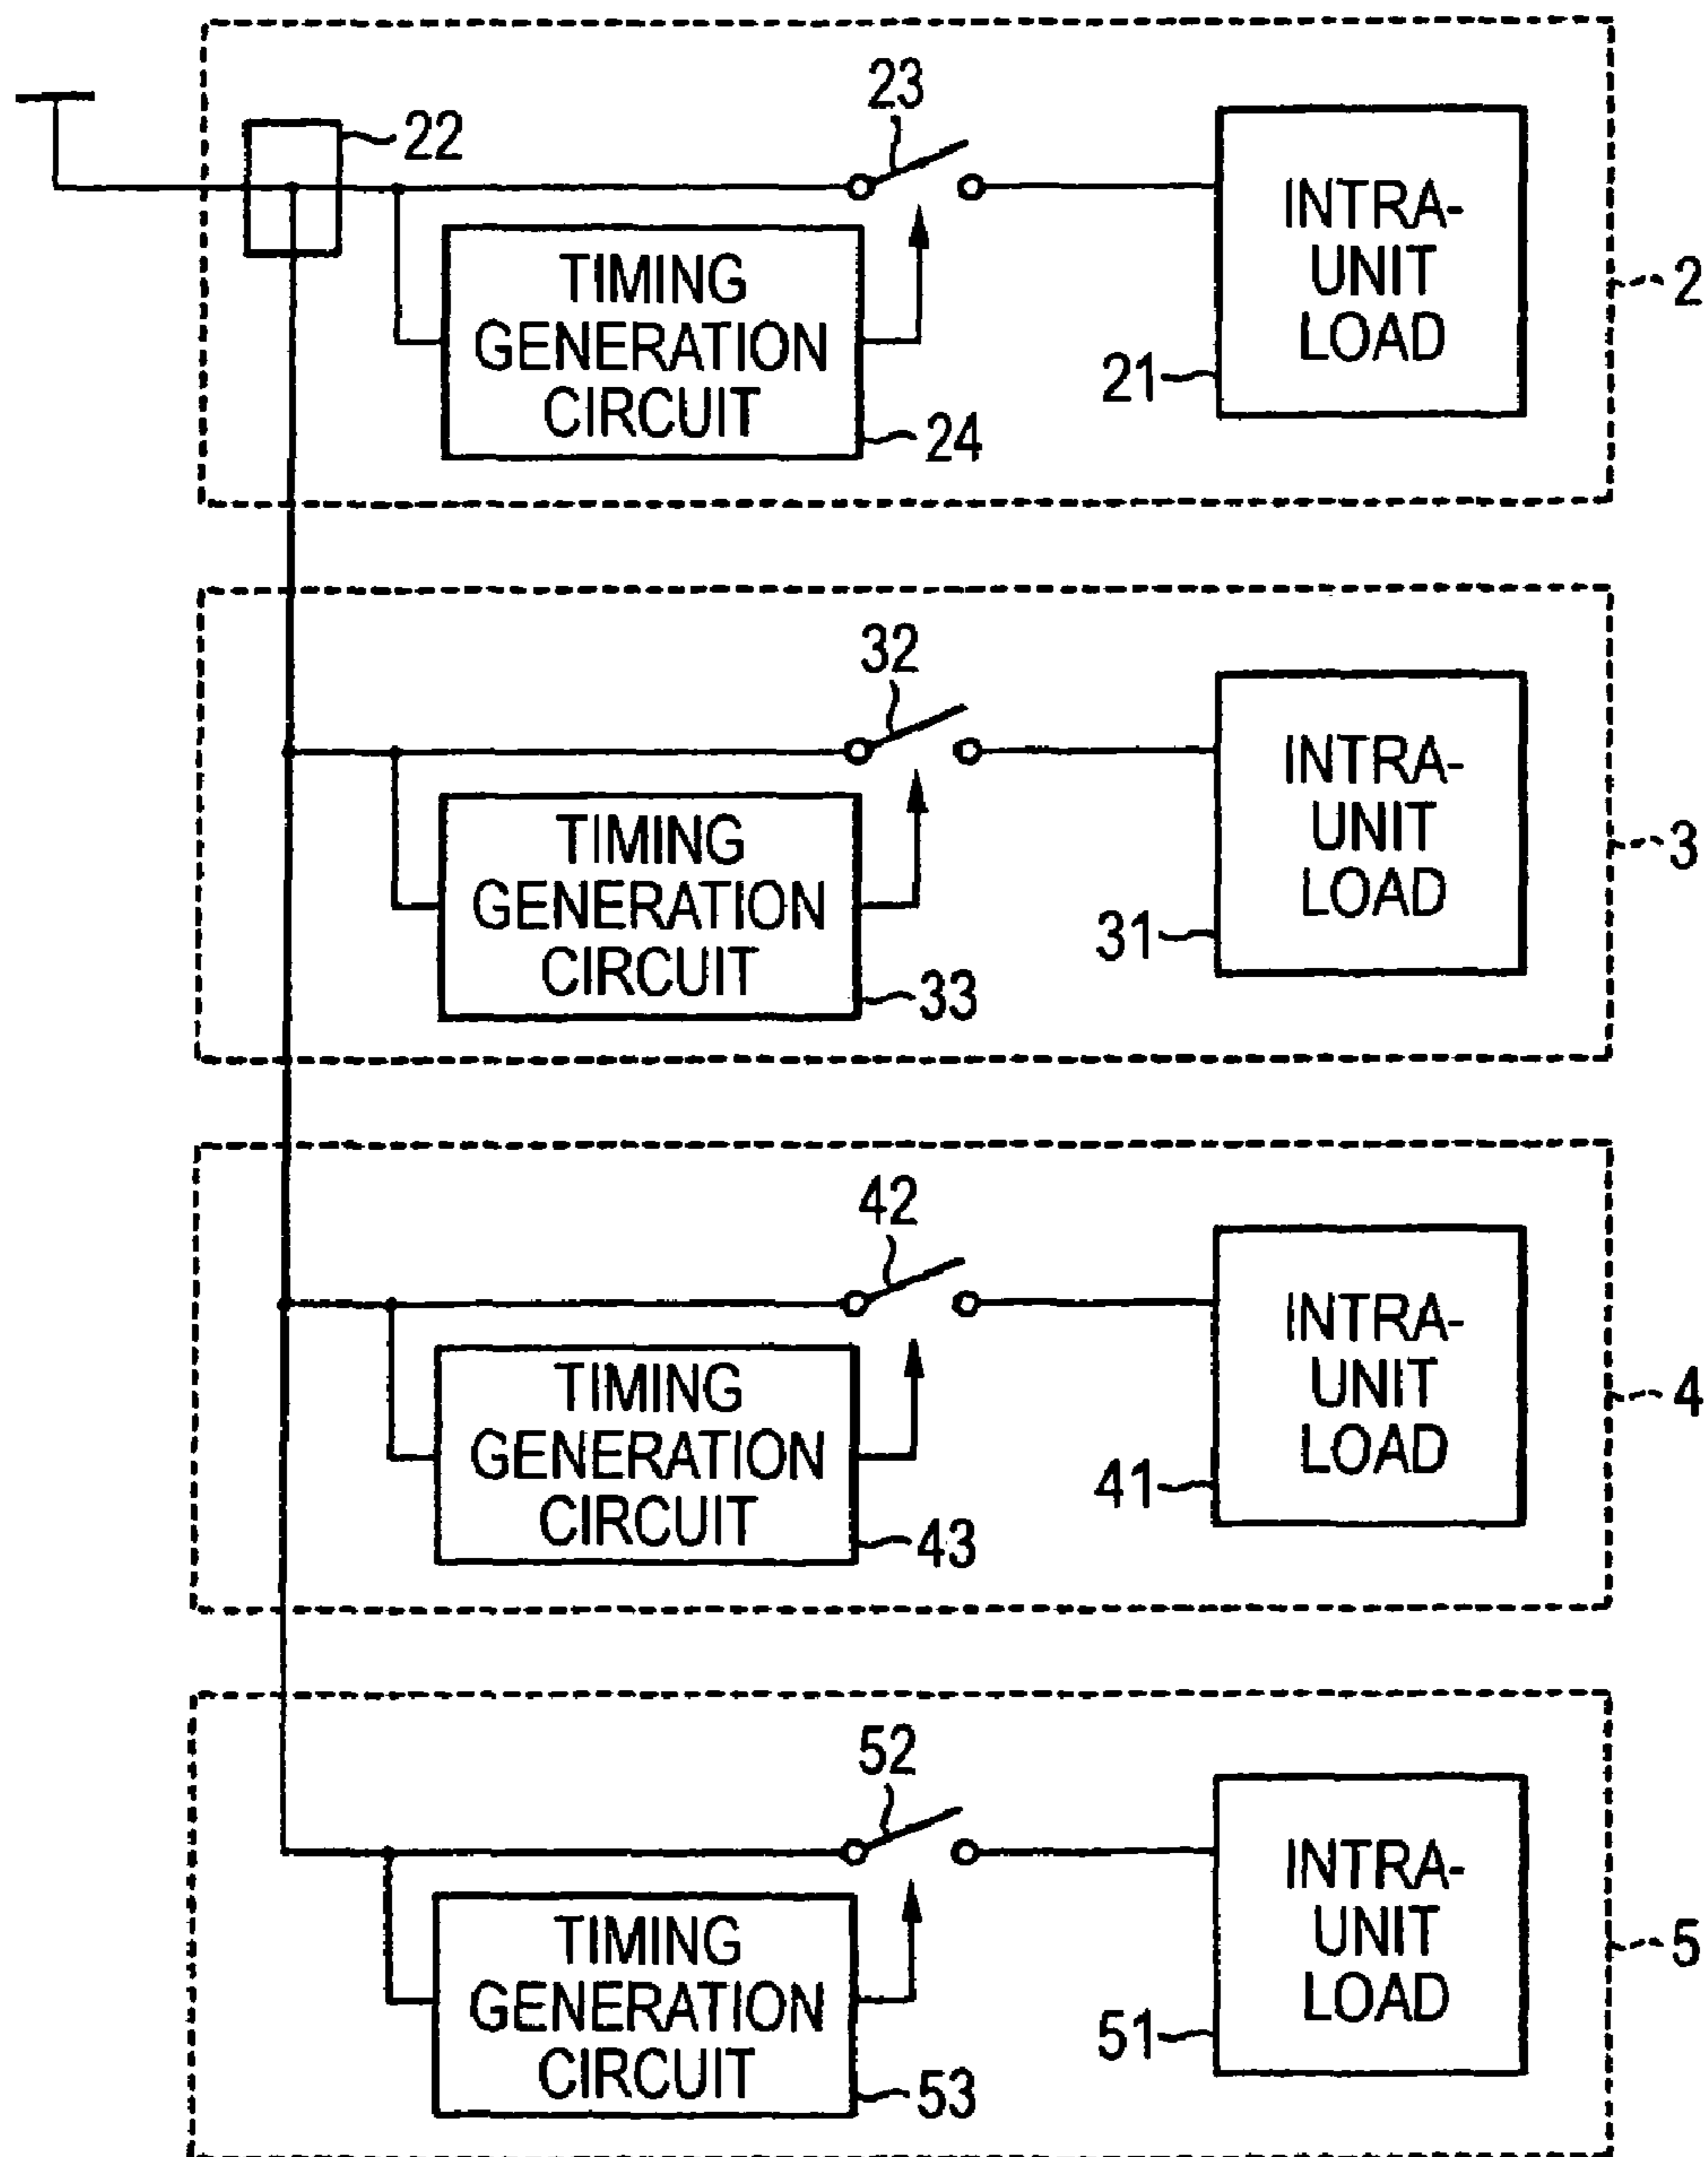 23
22
INTRA-
UNIT
LOAD
2
TIMING
GENERATION
CIRCUIT
21
24
32
INTRA-
UNIT
LOAD
3
TIMING
GENERATION
CIRCUIT
31
33
42
INTRA-
UNIT
LOAD
4
TIMING
GENERATION
CIRCUIT
41
43
52
INTRA-
UNIT
LOAD
5
TIMING
GENERATION
CIRCUIT
51
53